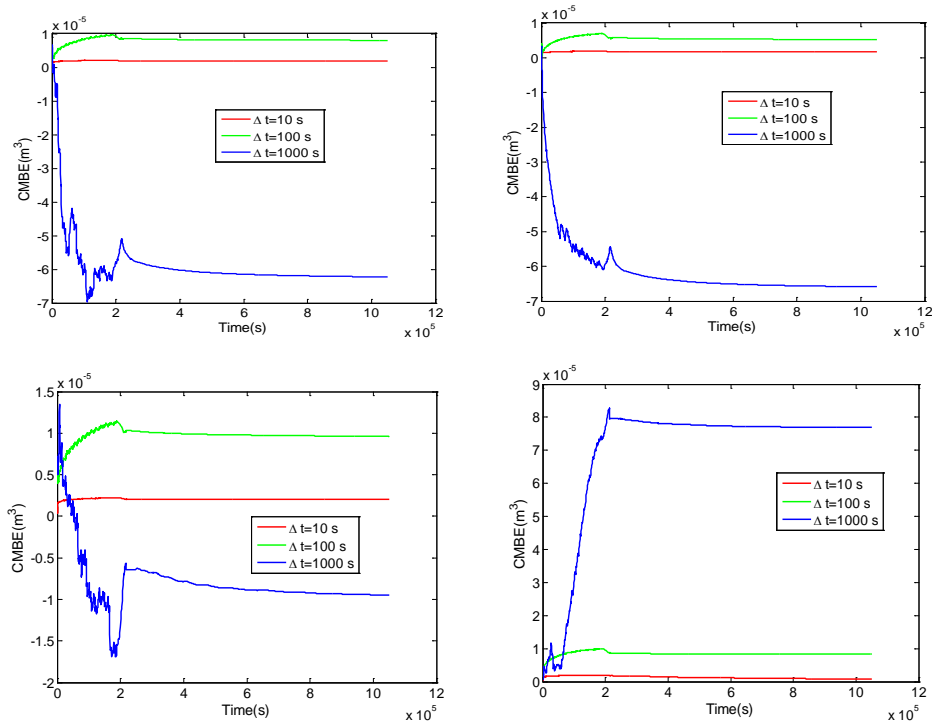 x 10^-5
1
0
-1
-2
-3
-4
-5
-6
-7
CMBE(m^3)
Δ t=10 s
Δ t=100 s
Δ t=1000 s
0 2 4 6 8 10 12
Time(s)
x 10^5
x 10^-5
1
0
-1
-2
-3
-4
-5
-6
-7
CMBE(m^3)
Δ t=10 s
Δ t=100 s
Δ t=1000 s
0 2 4 6 8 10 12
Time(s)
x 10^5
x 10^-5
1.5
1
0.5
0
-0.5
-1
-1.5
-2
CMBE(m^3)
Δ t=10 s
Δ t=100 s
Δ t=1000 s
0 2 4 6 8 10 12
Time(s)
x 10^5
x 10^-5
9
8
7
6
5
4
3
2
1
0
CMBE(m^3)
Δ t=10 s
Δ t=100 s
Δ t=1000 s
0 2 4 6 8 10 12
Time(s)
x 10^5